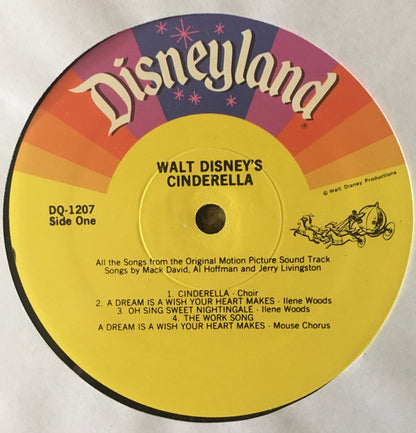 Disneyland
®
© Walt Disney Productions
WALT DISNEY'S
CINDERELLA
DQ-1207
Side One
All the Songs from the Original Motion Picture Sound Track
Songs by Mack David, Al Hoffman and Jerry Livingston
1. CINDERELLA - Choir
2. A DREAM IS A WISH YOUR HEART MAKES - Ilene Woods
3. OH SING SWEET NIGHTINGALE - Ilene Woods
4. THE WORK SONG
A DREAM IS A WISH YOUR HEART MAKES - Mouse Chorus